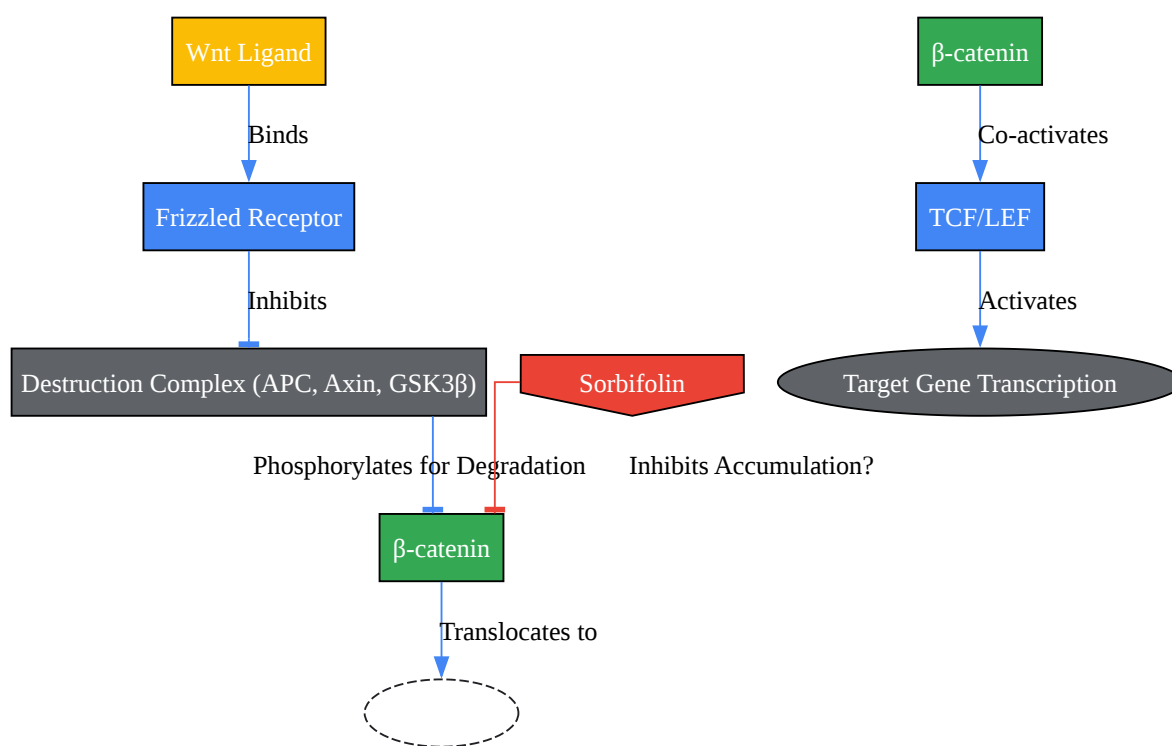 Wnt Ligand
β-catenin
Binds
Co-activates
Frizzled Receptor
TCF/LEF
Inhibits
Activates
Destruction Complex (APC, Axin, GSK3β)
Sorbifolin
Target Gene Transcription
Phosphorylates for Degradation
Inhibits Accumulation?
β-catenin
Translocates to